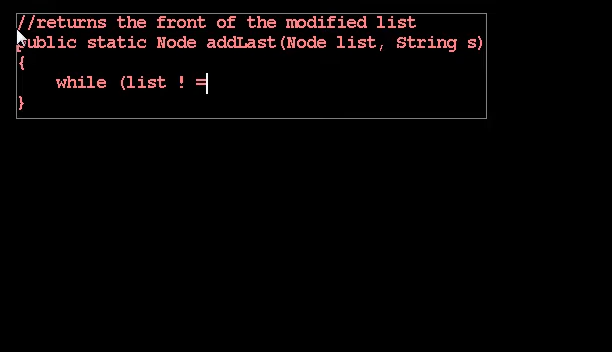 //returns the front of the modified list
public static Node addLast(Node list, String s)
{
    while (list ! =
}